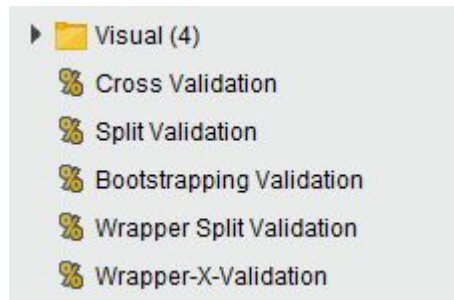 Visual (4)
Cross Validation
Split Validation
Bootstrapping Validation
Wrapper Split Validation
Wrapper-X-Validation